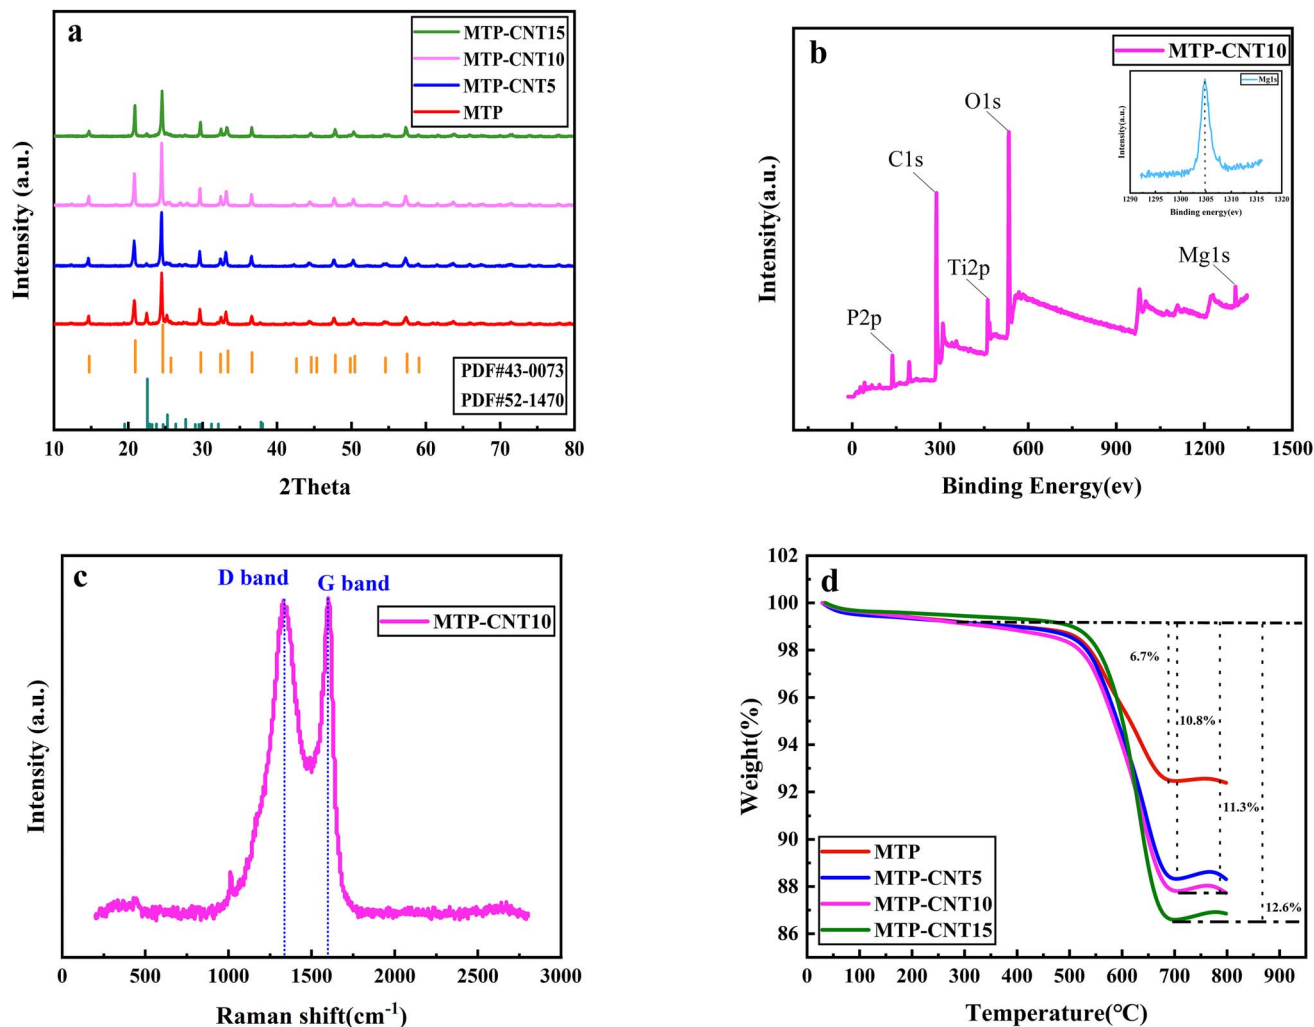 a
MTP-CNT15
MTP-CNT10
MTP-CNT5
MTP
PDF#43-0073
PDF#52-1470
Intensity (a.u.)
10 20 30 40 50 60 70 80
2Theta
b
MTP-CNT10
Mg1s
Intensity(a.u.)
1290 1295 1300 1305 1310 1315 1320
Binding energy(ev)
O1s
C1s
Ti2p
Mg1s
P2p
Intensity(a.u.)
0 300 600 900 1200 1500
Binding Energy(ev)
c
D band G band
MTP-CNT10
Intensity (a.u.)
0 500 1000 1500 2000 2500 3000
Raman shift(cm⁻¹)
d
102
100
98
96
94
92
90
88
86
Weight(%)
6.7%
10.8%
11.3%
12.6%
MTP
MTP-CNT5
MTP-CNT10
MTP-CNT15
0 100 200 300 400 500 600 700 800 900
Temperature(℃)